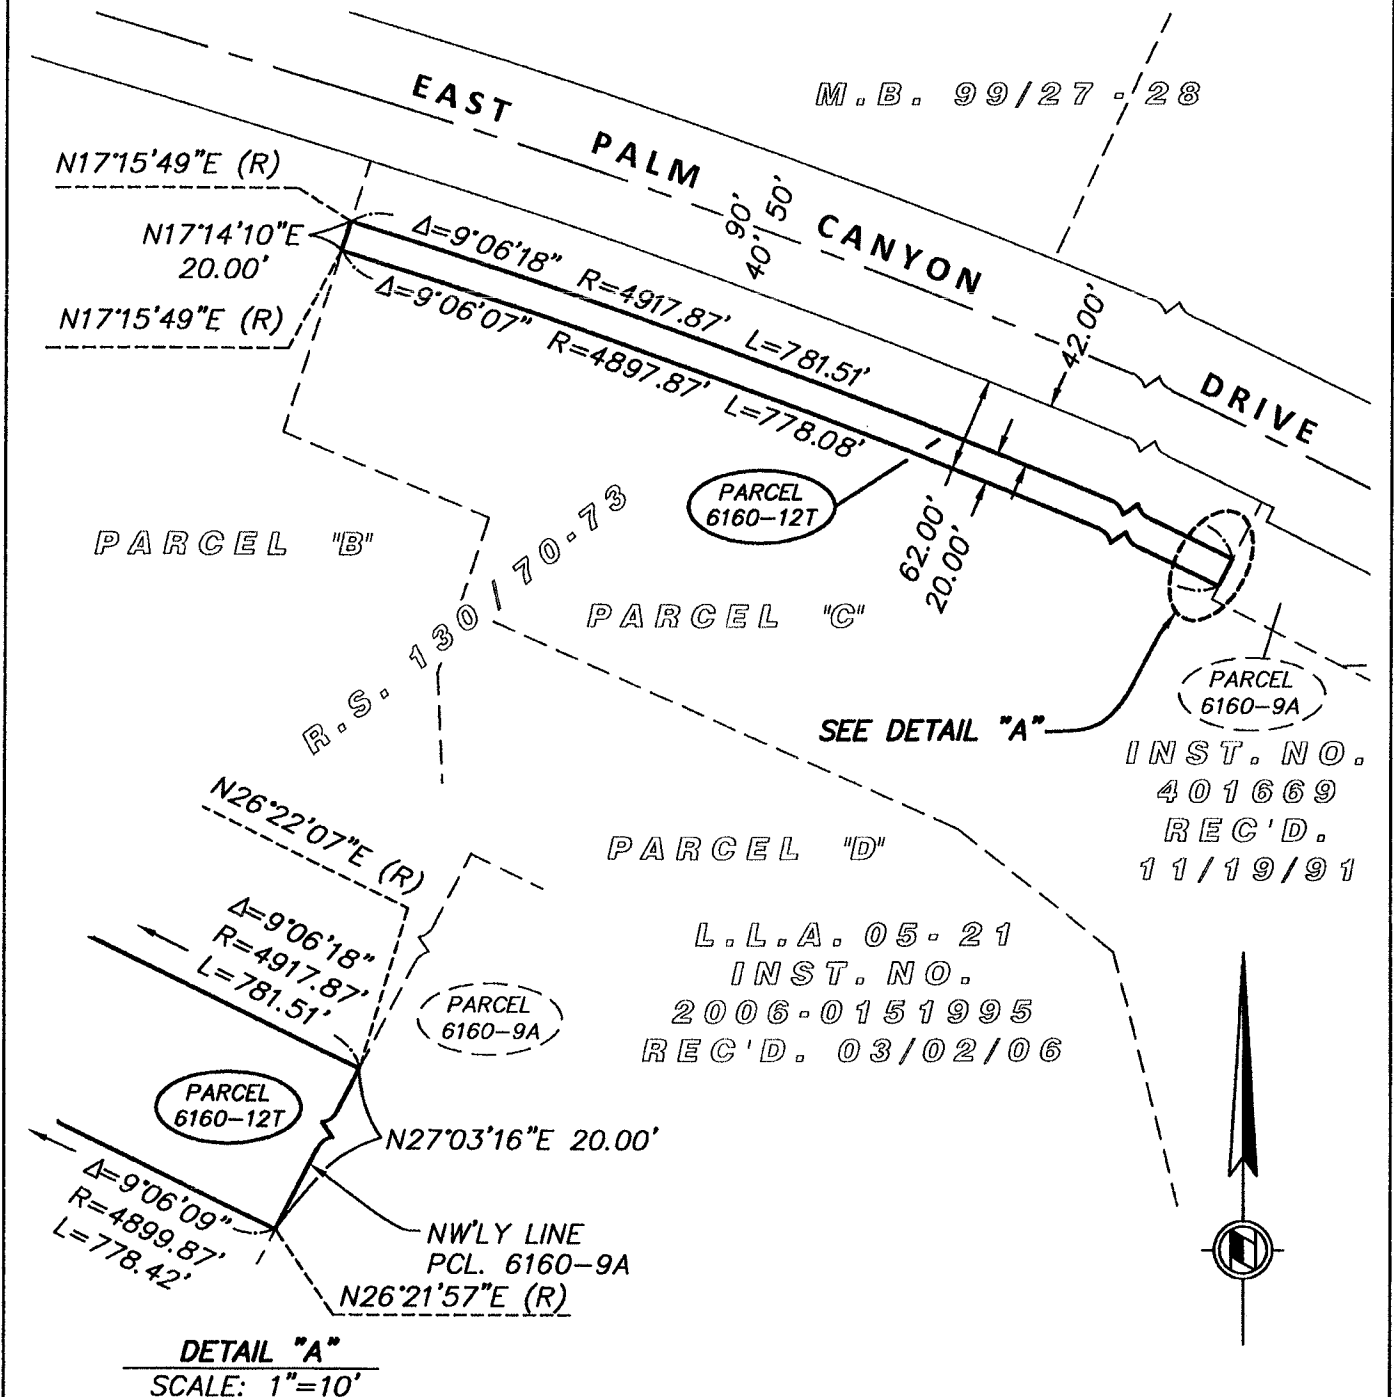 M.B. 99/27-28
EAST PALM CANYON DRIVE
N17°15'49"E (R)
N17°14'10"E
20.00'
N17°15'49"E (R)
90'
40' 50'
Δ=9°06'18" R=4917.87' L=781.51'
Δ=9°06'07" R=4897.87' L=778.08'
42.00'
PARCEL
6160-12T
62.00'
20.00'
PARCEL "B"
R.S. 130/70-73
PARCEL "C"
SEE DETAIL "A"
PARCEL
6160-9A
INST. NO.
401669
REC'D.
11/19/91
PARCEL "D"
L.L.A. 05-21
INST. NO.
2006-0151995
REC'D. 03/02/06
N26°22'07"E (R)
Δ=9°06'18"
R=4917.87'
L=781.51'
PARCEL
6160-9A
PARCEL
6160-12T
N27°03'16"E 20.00'
Δ=9°06'09"
R=4899.87'
L=778.42'
NW'LY LINE
PCL. 6160-9A
N26°21'57"E (R)
DETAIL "A"
SCALE: 1"=10'